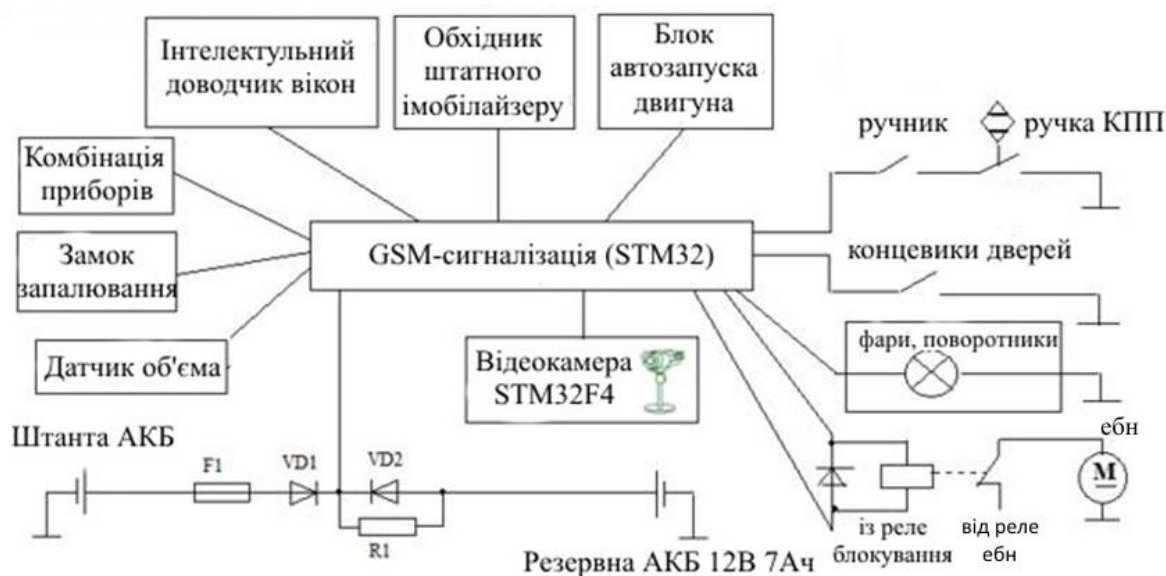 Інтелектульний
доводчик вікон
Обхідник
штатного
імобілайзеру
Блок
автозапуска
двигуна
ручник
ручка КПП
Комбінація
приборів
GSM-сигналізація (STM32)
Замок
запалювання
концевики дверей
Датчик об'єма
Відеокамера
STM32F4
фари, поворотники
Штанта АКБ
F1
VD1
VD2
R1
Резервна АКБ 12В 7Ач
ебн
М
із реле
блокування
від реле
ебн